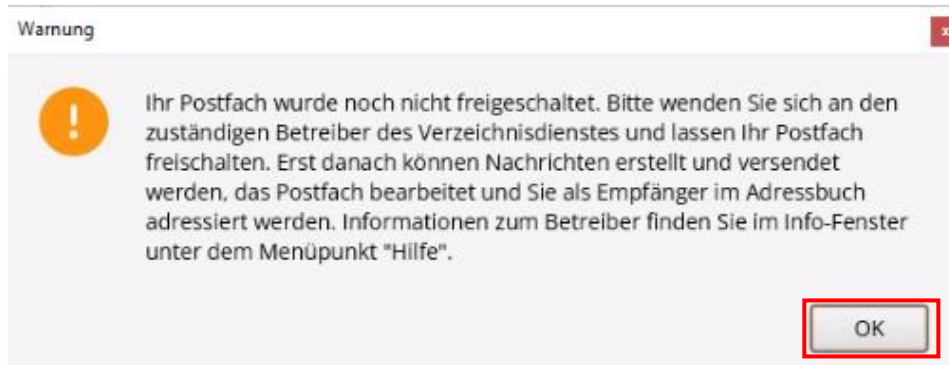 Warnung
x
!
Ihr Postfach wurde noch nicht freigeschaltet. Bitte wenden Sie sich an den
zuständigen Betreiber des Verzeichnisdienstes und lassen Ihr Postfach
freischalten. Erst danach können Nachrichten erstellt und versendet
werden, das Postfach bearbeitet und Sie als Empfänger im Adressbuch
adressiert werden. Informationen zum Betreiber finden Sie im Info-Fenster
unter dem Menüpunkt "Hilfe".
OK